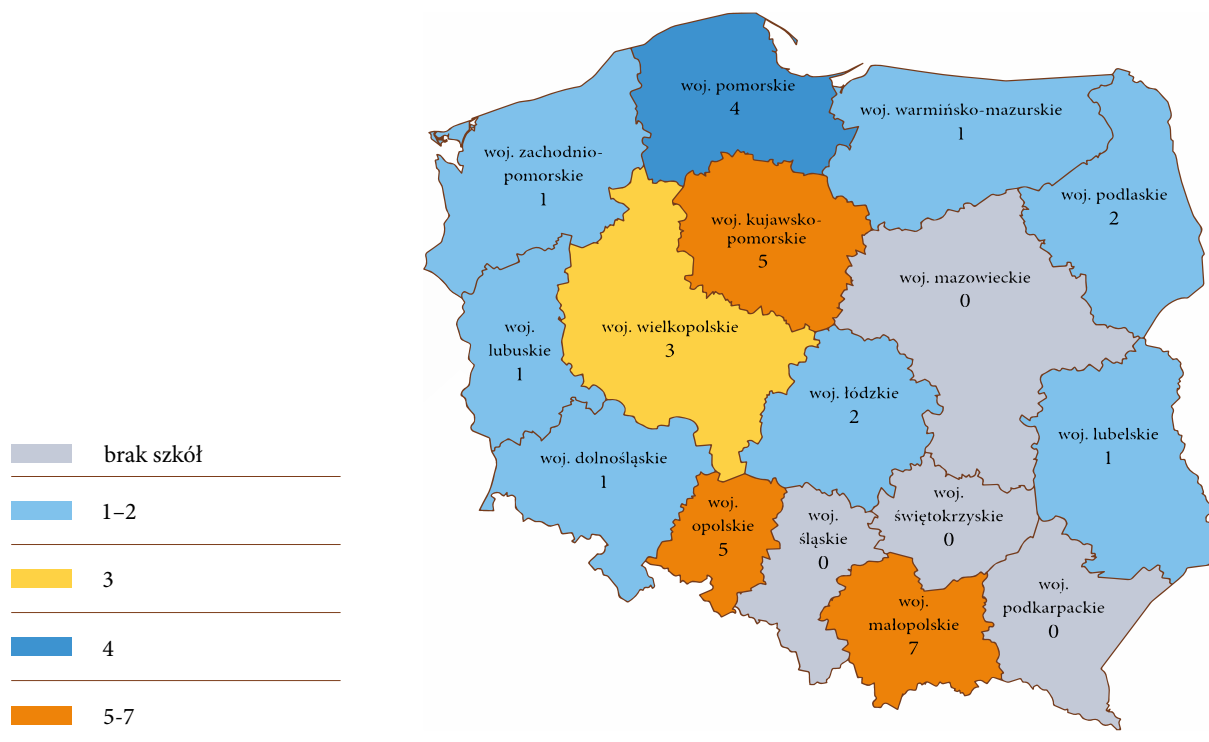 woj. pomorskie
4
woj. warmińsko-mazurskie
1
woj. zachodnio-
pomorskie
1
woj. podlaskie
2
woj. kujawsko-
pomorskie
5
woj. mazowieckie
0
woj. wielkopolskie
3
woj.
lubuskie
1
woj. łódzkie
2
woj. lubelskie
1
woj. dolnośląskie
1
woj.
opolskie
5
woj.
śląskie
0
woj.
świętokrzyskie
0
woj.
małopolskie
7
woj.
podkarpackie
0
brak szkół
1–2
3
4
5-7